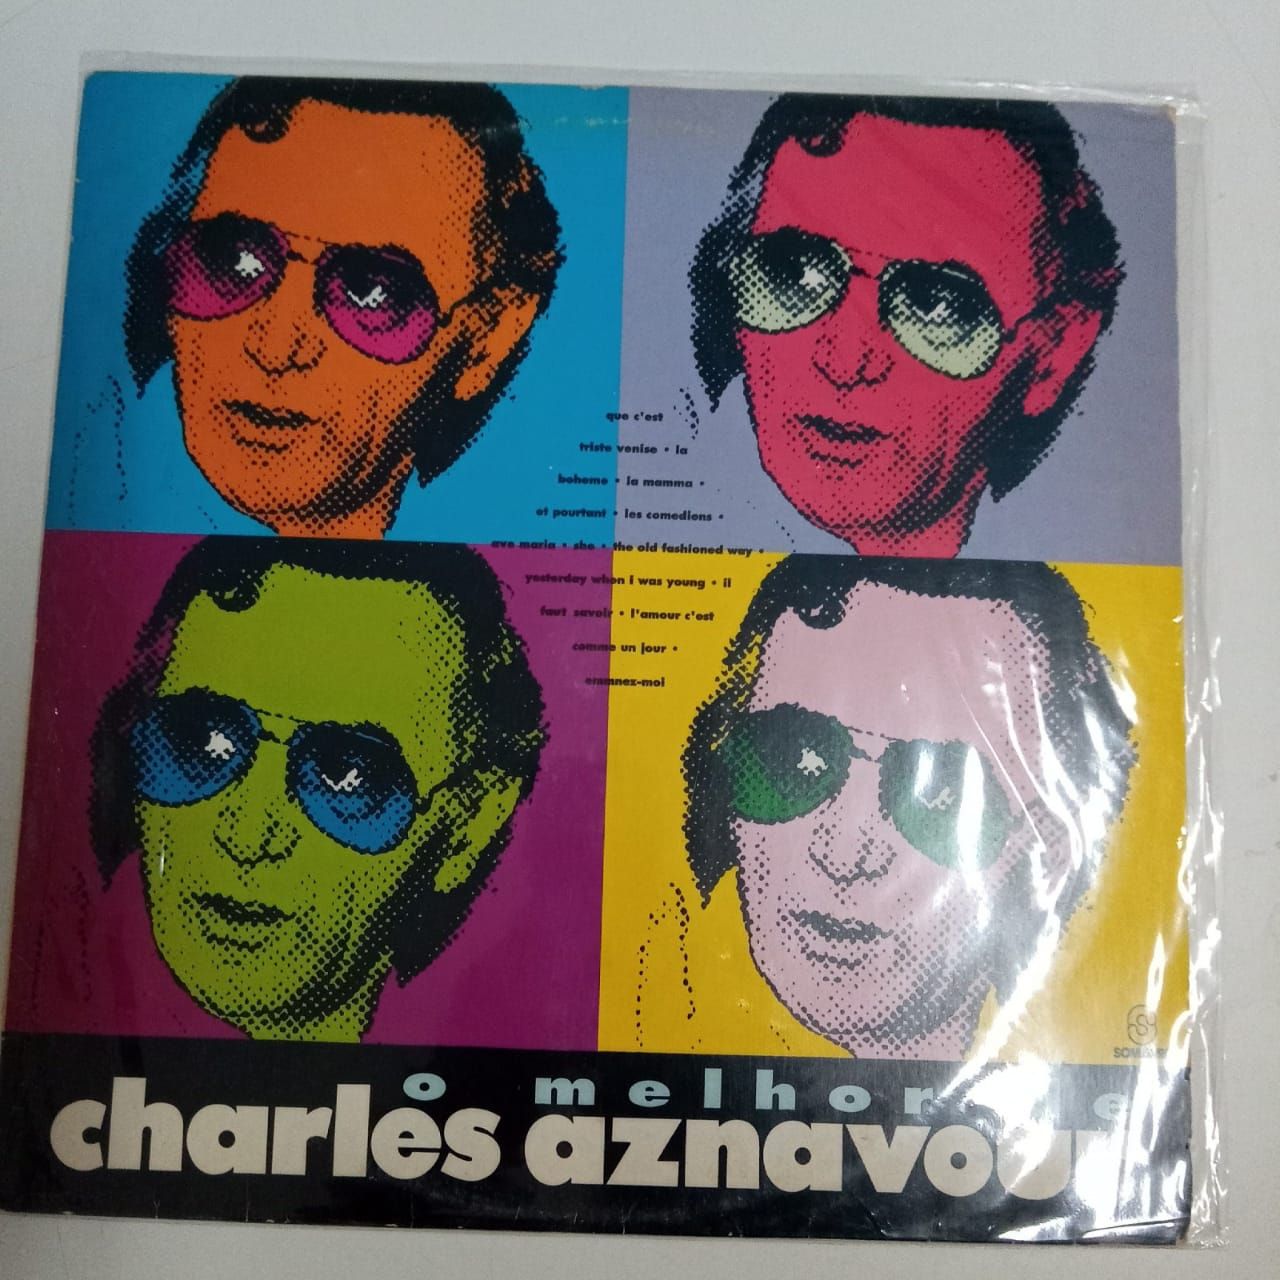 que c'est
triste venise • la
boheme • la mamma •
et pourtant • les comediens •
ave maria • she • the old fashioned way •
yesterday when i was young • il
faut savoir • l'amour c'est
comme un jour •
emmnez-moi
o melhor de
charles aznavour